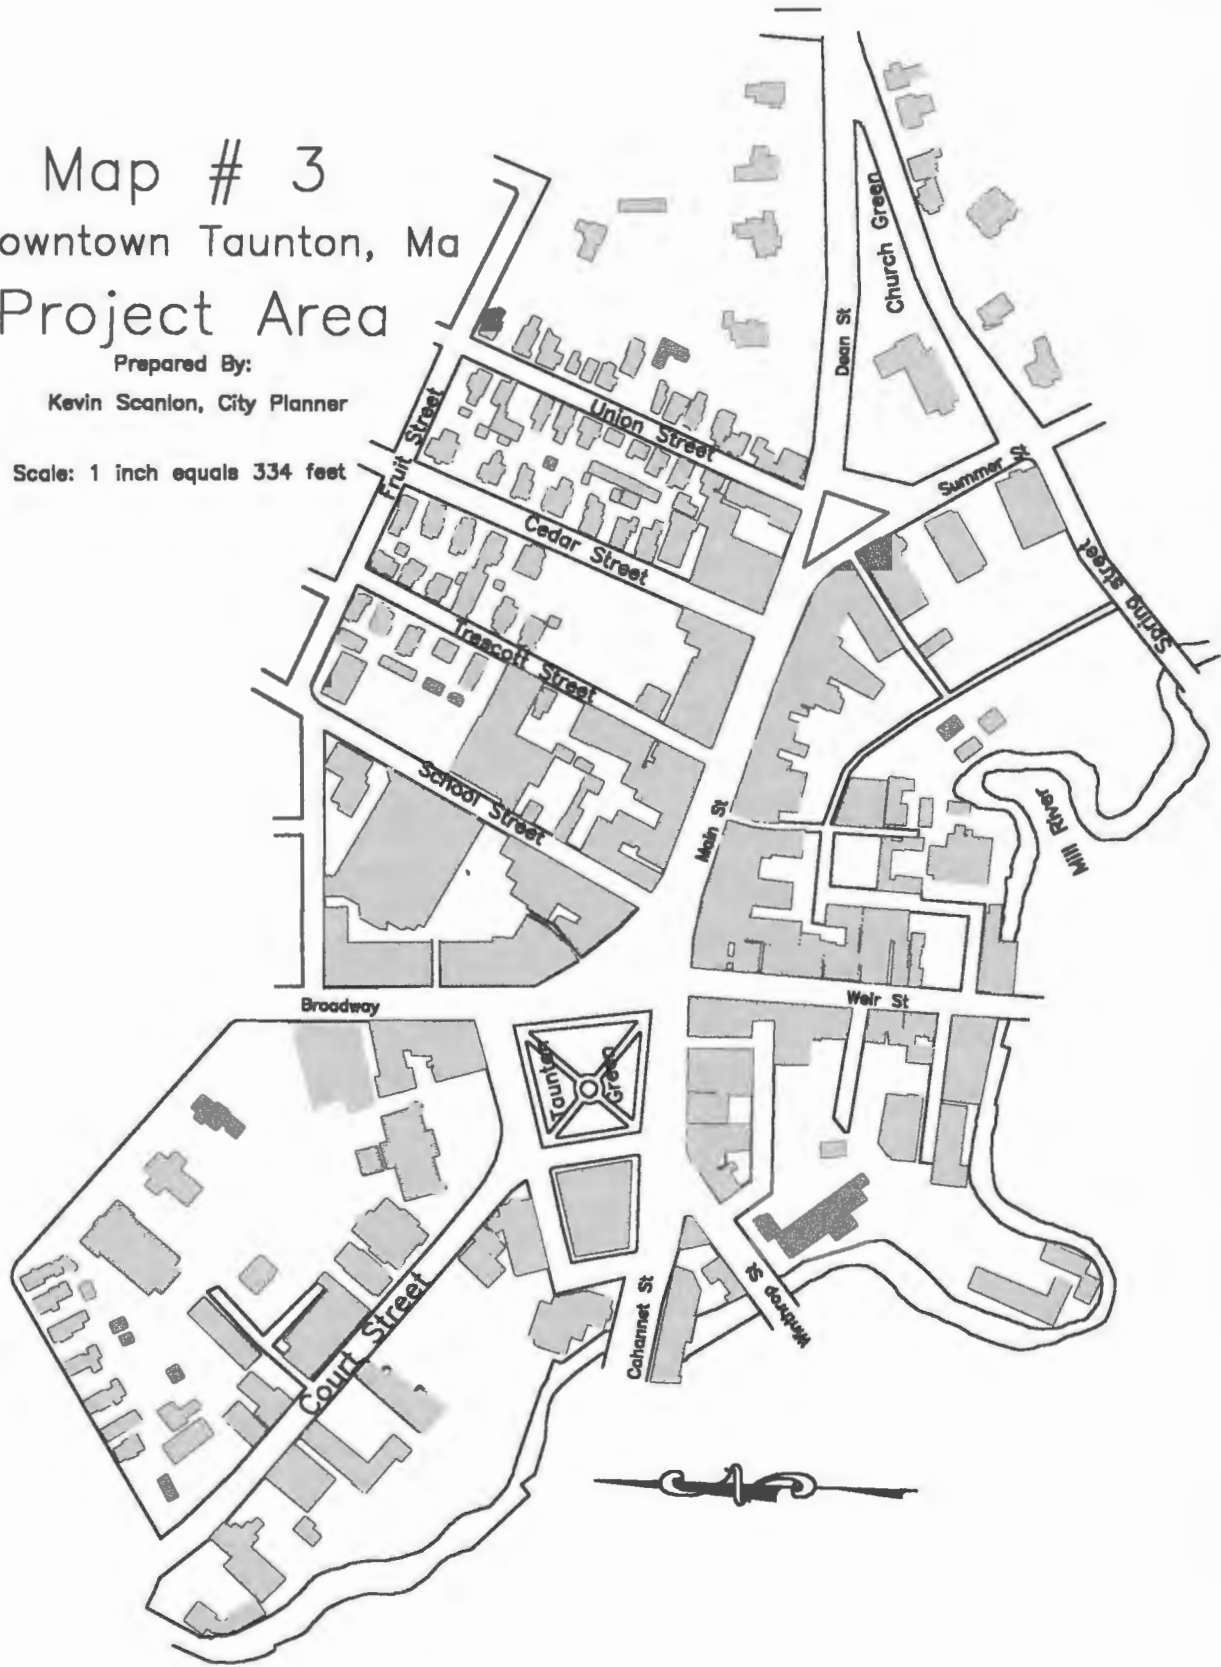 Map # 3
owntown Taunton, Ma
Project Area
Prepared By:
Kevin Scanlon, City Planner
Scale: 1 inch equals 334 feet
Church Green
Dean St
Union Street
Fruit Street
Summer St
Cedar Street
Spring street
Trescott Street
School Street
Main St
Mill River
Broadway
Weir St
Taunton
Green
Court Street
Cohannet St
Winthrop St